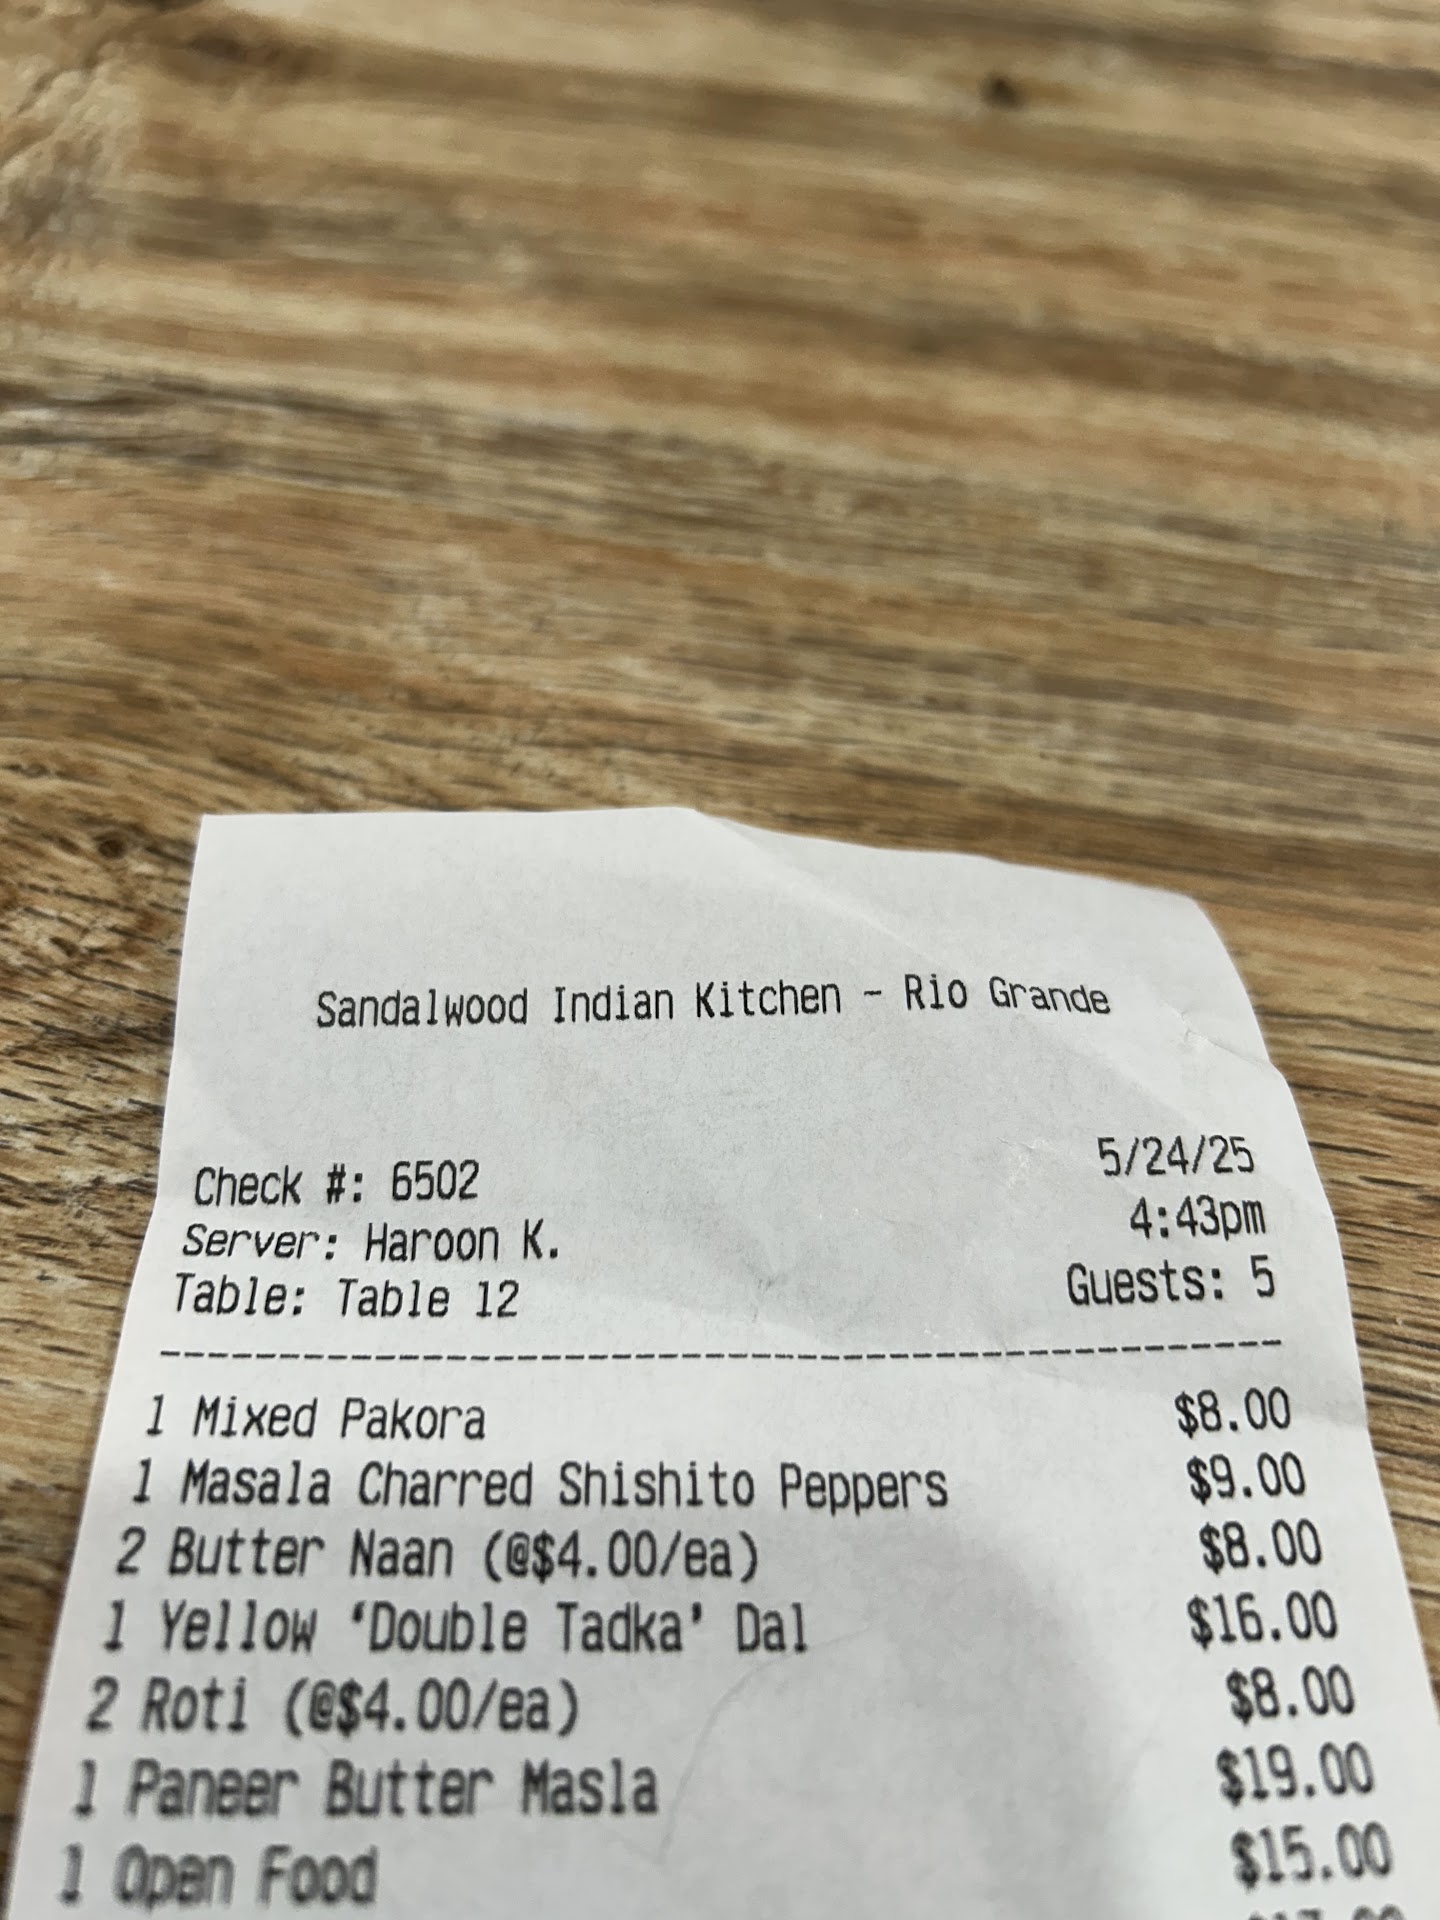 Sandalwood Indian Kitchen - Rio Grande
Check #: 6502 5/24/25
Server: Haroon K. 4:43pm
Table: Table 12 Guests: 5
1 Mixed Pakora $8.00
1 Masala Charred Shishito Peppers $9.00
2 Butter Naan (@$4.00/ea) $8.00
1 Yellow ‘Double Tadka’ Dal $16.00
2 Roti (@$4.00/ea) $8.00
1 Paneer Butter Masla $19.00
1 Open Food $15.00